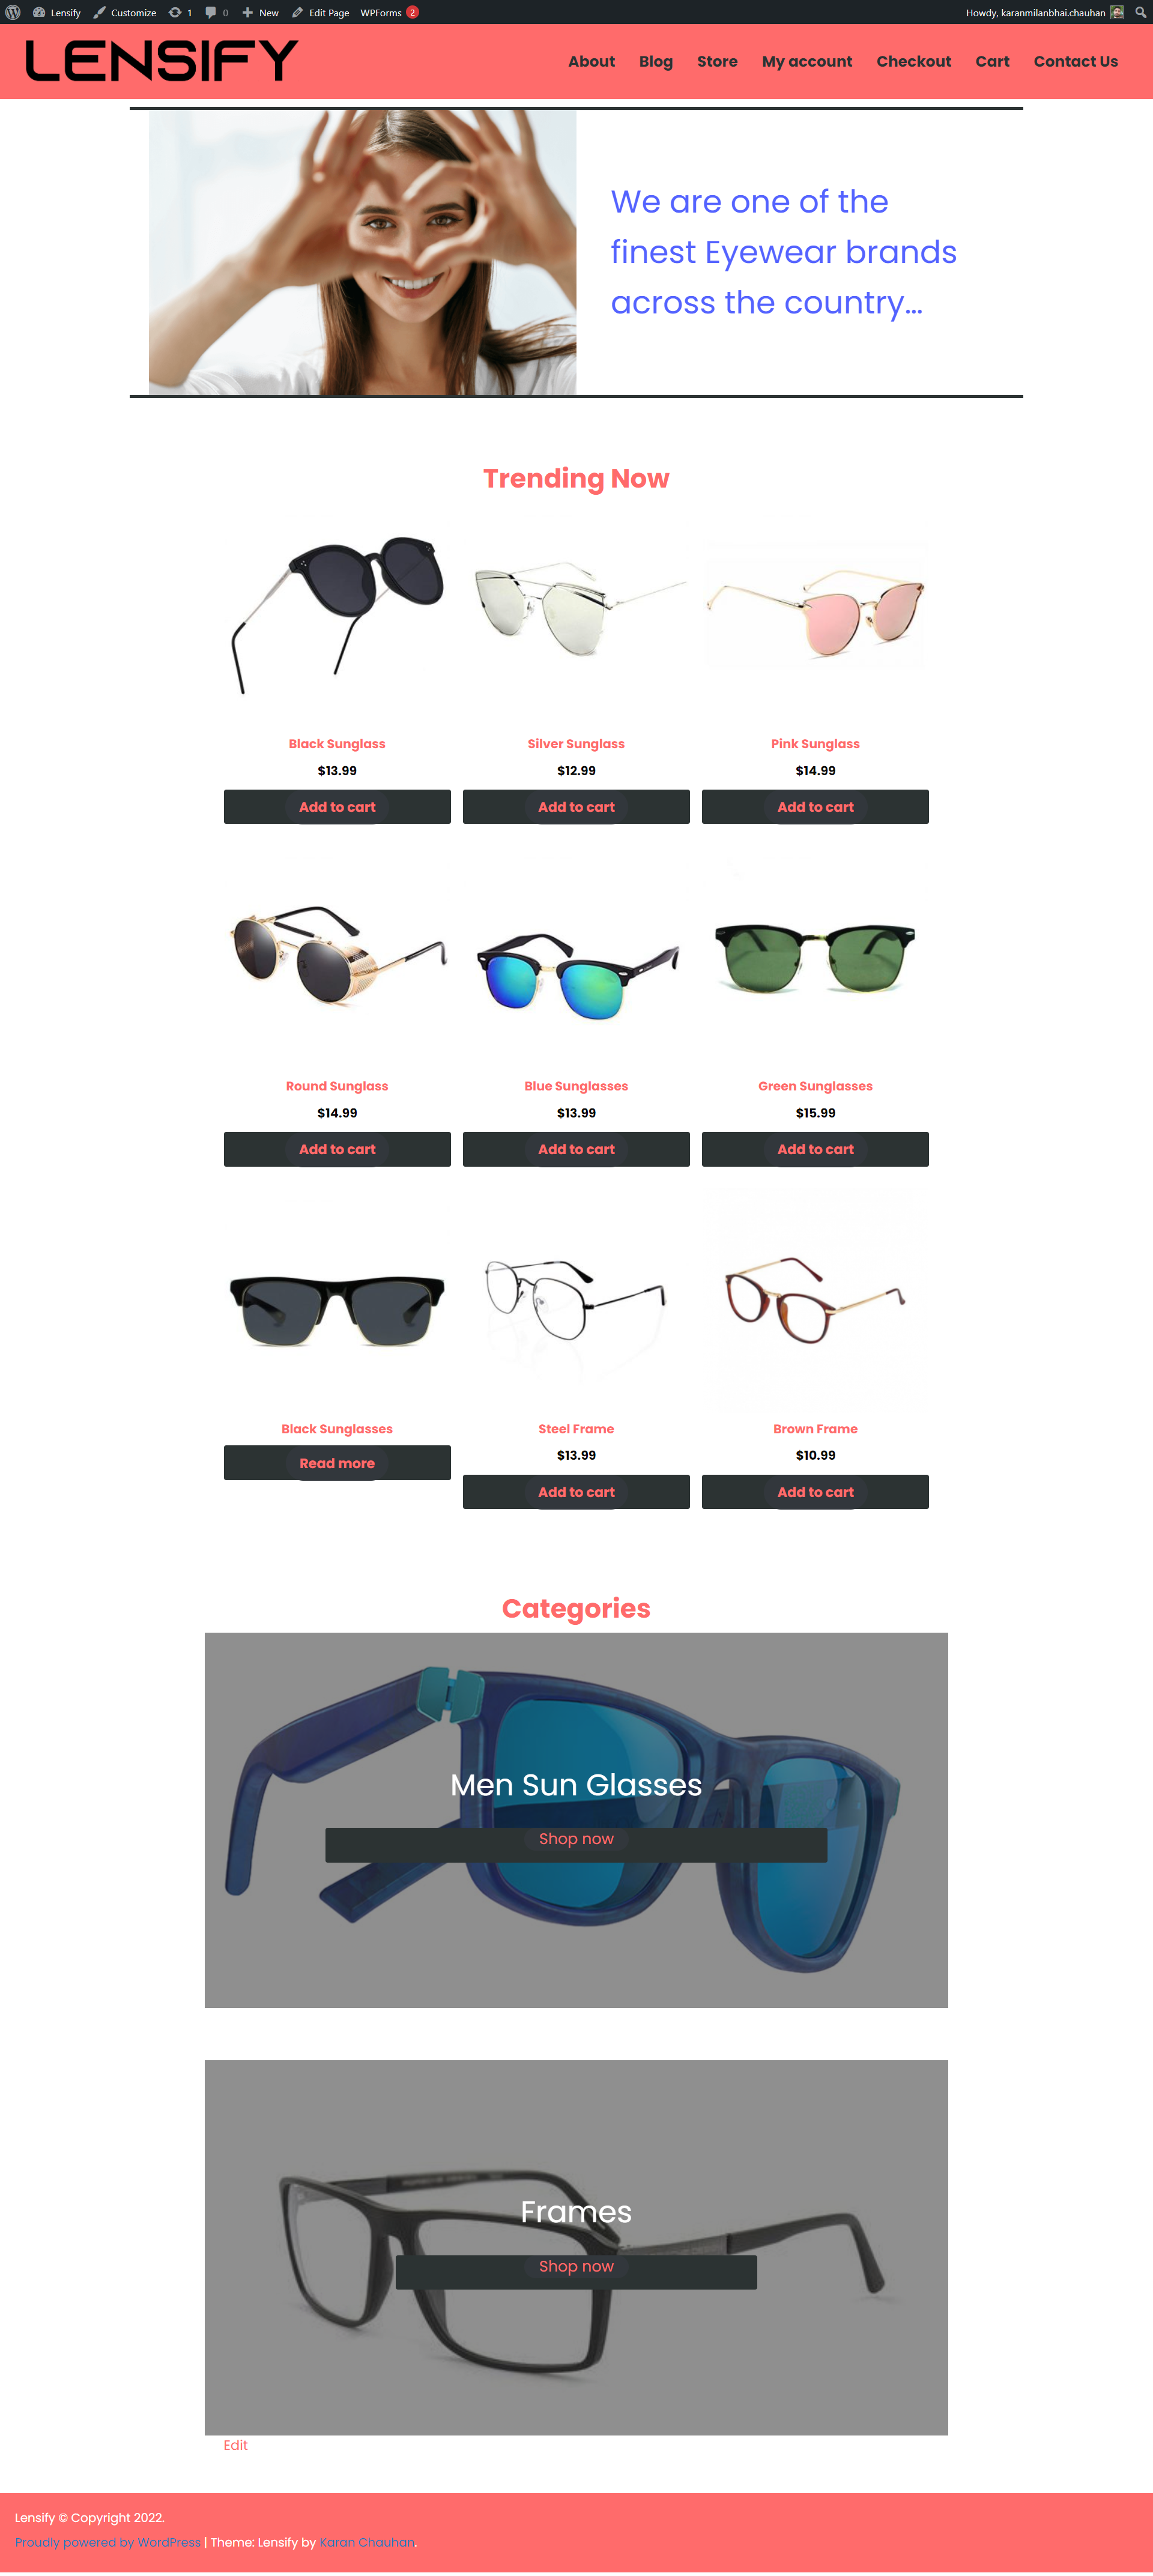 Lensify Customize 1 0 New Edit Page WPForms 2 Howdy, karanmilanbhai.chauhan
LENSIFY About Blog Store My account Checkout Cart Contact Us
We are one of the
finest Eyewear brands
across the country...
Trending Now
Black Sunglass Silver Sunglass Pink Sunglass
$13.99 $12.99 $14.99
Add to cart Add to cart Add to cart
Round Sunglass Blue Sunglasses Green Sunglasses
$14.99 $13.99 $15.99
Add to cart Add to cart Add to cart
Black Sunglasses Steel Frame Brown Frame
$13.99 $10.99
Read more Add to cart Add to cart
Categories
Men Sun Glasses
Shop now
Frames
Shop now
Edit
Lensify © Copyright 2022.
Proudly powered by WordPress | Theme: Lensify by Karan Chauhan.